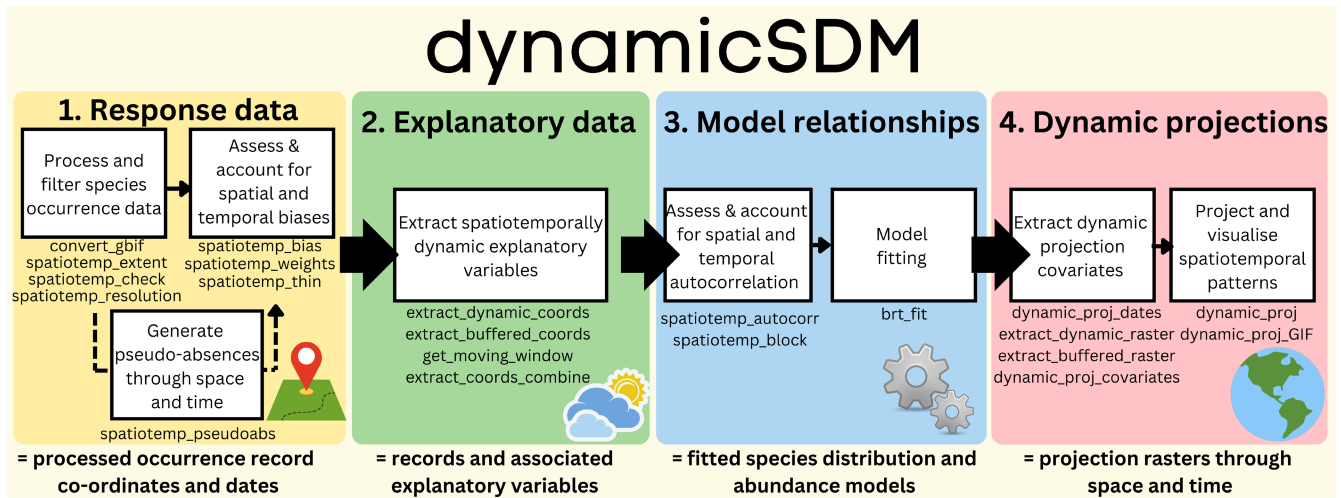 dynamicSDM
1. Response data
Process and
filter species
occurrence data
convert_gbif
spatiotemp_extent
spatiotemp_check
spatiotemp_resolution
Assess &
account for
spatial and
temporal biases
spatiotemp_bias
spatiotemp_weights
spatiotemp_thin
Generate
pseudo-absences
through space
and time
spatiotemp_pseudoabs
= processed occurrence record
co-ordinates and dates
2. Explanatory data
Extract spatiotemporally
dynamic explanatory
variables
extract_dynamic_coords
extract_buffered_coords
get_moving_window
extract_coords_combine
= records and associated
explanatory variables
3. Model relationships
Assess & account
for spatial and
temporal
autocorrelation
spatiotemp_autocorr
spatiotemp_block
Model
fitting
brt_fit
= fitted species distribution and
abundance models
4. Dynamic projections
Extract dynamic
projection
covariates
dynamic_proj_dates
extract_dynamic_raster
extract_buffered_raster
dynamic_proj_covariates
Project and
visualise
spatiotemporal
patterns
dynamic_proj
dynamic_proj_GIF
= projection rasters through
space and time